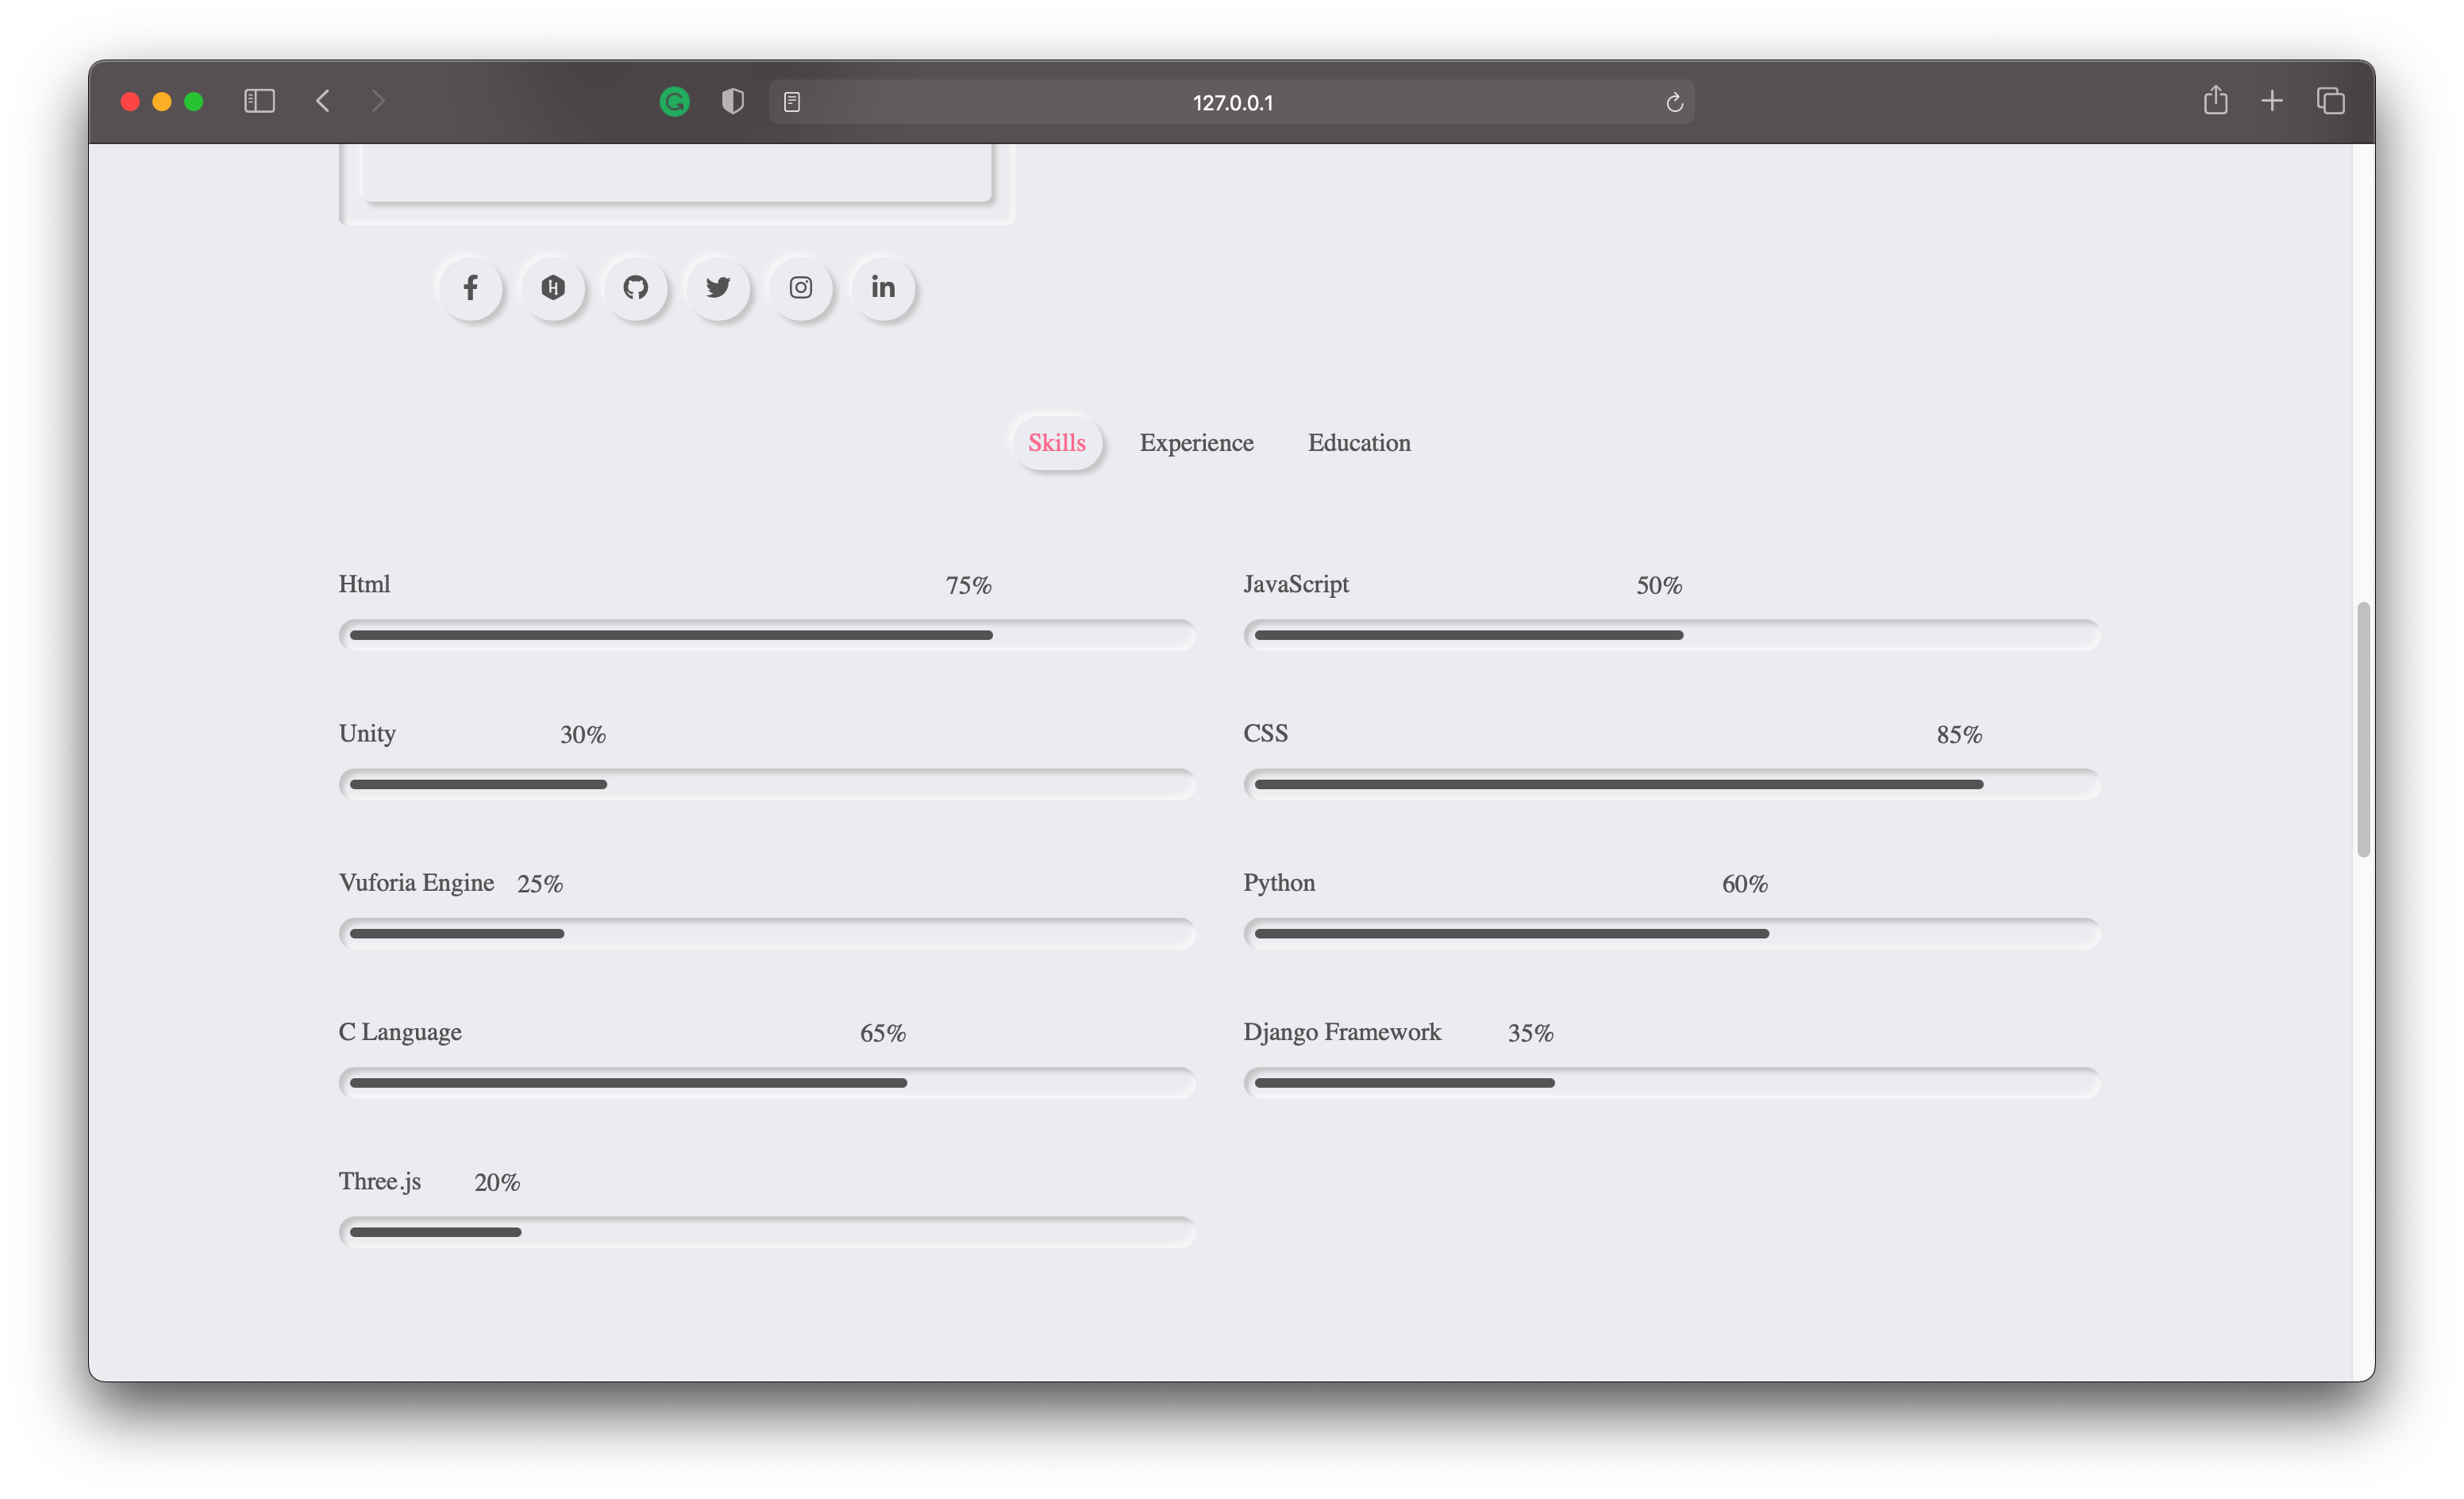 127.0.0.1
Skills Experience Education
Html 75% JavaScript 50%
Unity 30% CSS 85%
Vuforia Engine 25% Python 60%
C Language 65% Django Framework 35%
Three.js 20%